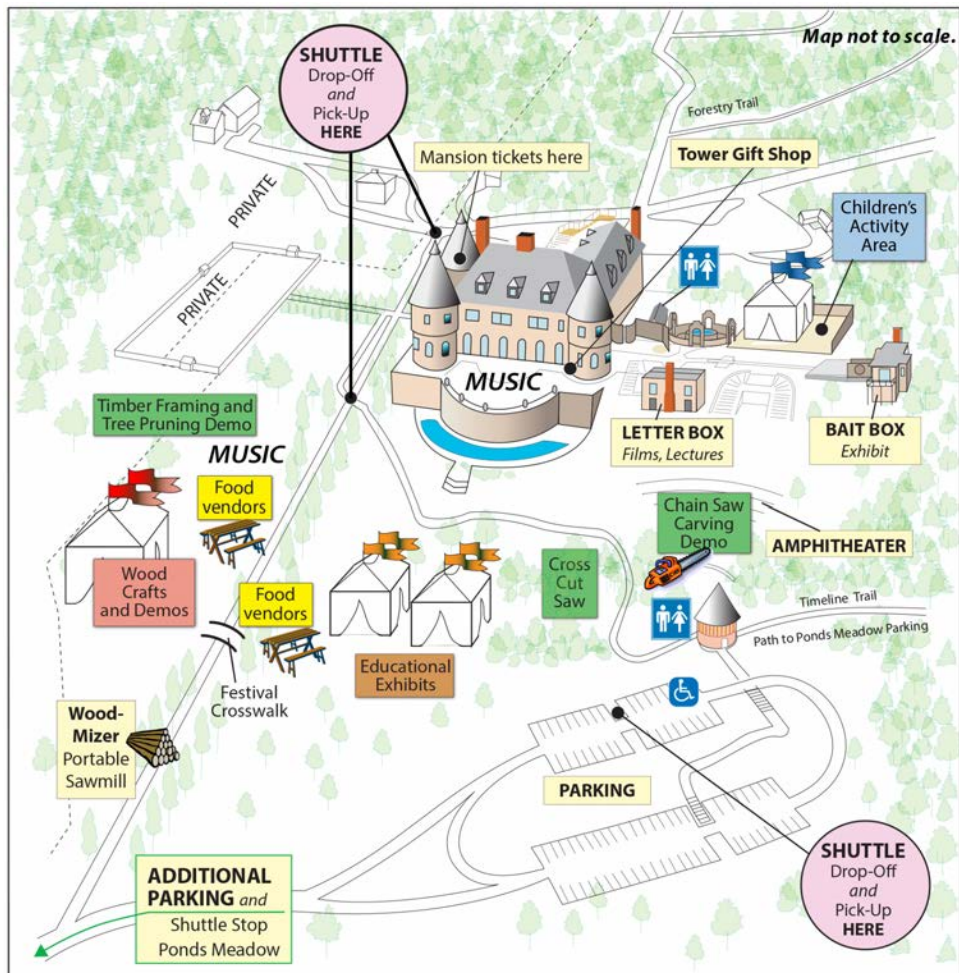 Map not to scale.
SHUTTLE
Drop-Off
and
Pick-Up
HERE
Forestry Trail
Mansion tickets here
Tower Gift Shop
PRIVATE
Children's
Activity
Area
PRIVATE
MUSIC
Timber Framing and
Tree Pruning Demo
LETTER BOX
Films, Lectures
BAIT BOX
Exhibit
MUSIC
Food
vendors
Chain Saw
Carving
Demo
AMPHITHEATER
Wood
Crafts
and Demos
Cross
Cut
Saw
Food
vendors
Timeline Trail
Path to Ponds Meadow Parking
Educational
Exhibits
Festival
Crosswalk
Wood-
Mizer
Portable
Sawmill
PARKING
SHUTTLE
Drop-Off
and
Pick-Up
HERE
ADDITIONAL
PARKING and
Shuttle Stop
Ponds Meadow